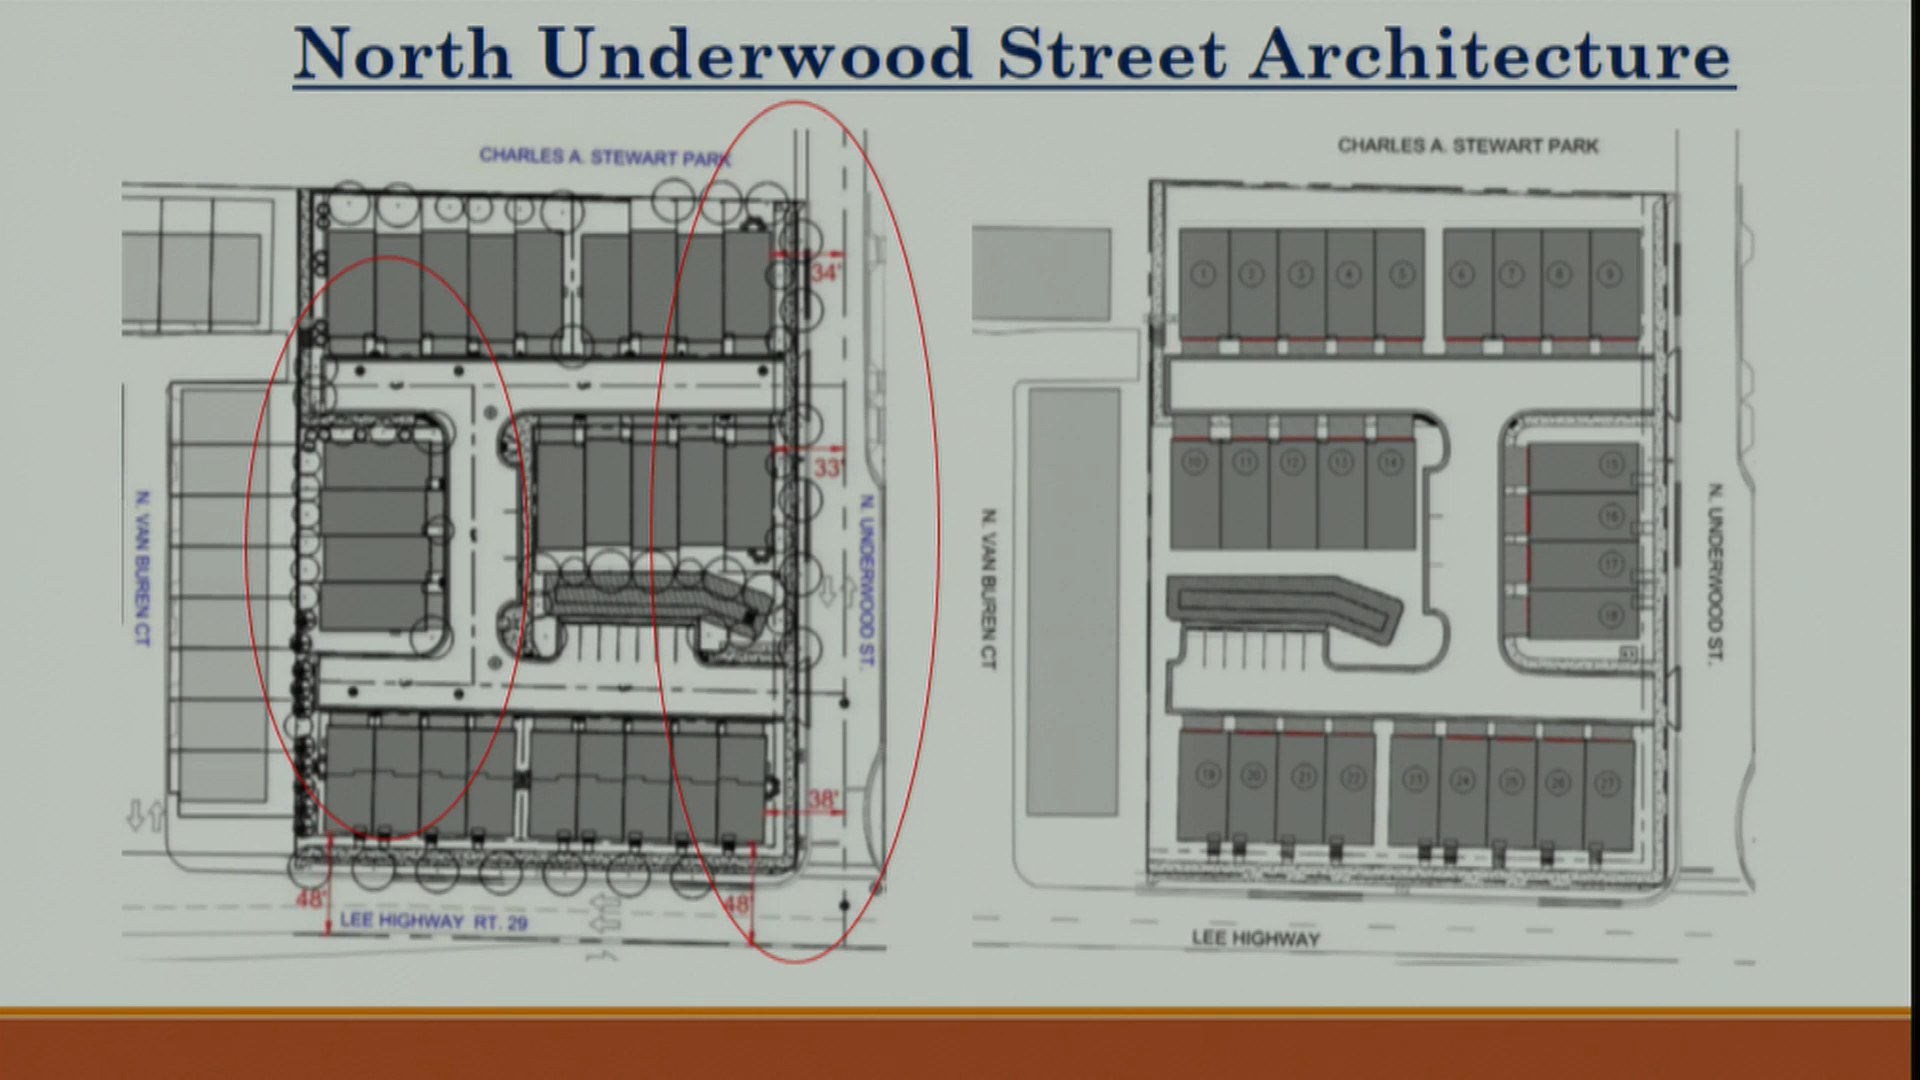 North Underwood Street Architecture
CHARLES A. STEWART PARK
34'
33'
38'
48'
48'
N. VAN BUREN CT
N. UNDERWOOD ST.
LEE HIGHWAY RT. 29
CHARLES A. STEWART PARK
1 2 3 4 5 6 7 8 9
10 11 12 13 14
15
16
17
18
19 20 21 22 23 24 25 26 27
N. VAN BUREN CT
N. UNDERWOOD ST.
LEE HIGHWAY